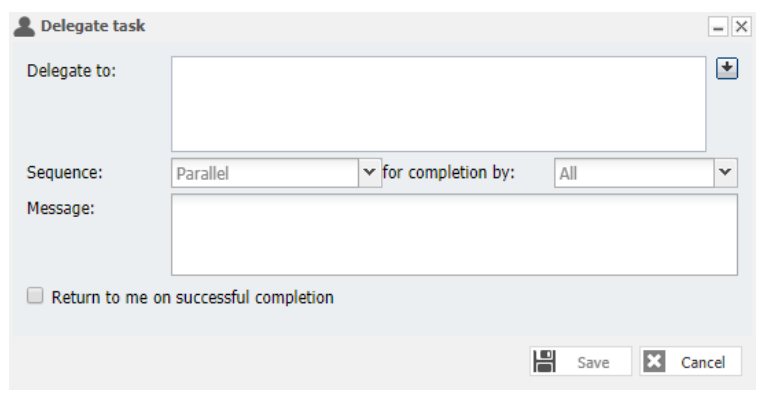 Delegate task
Delegate to:
Sequence: Parallel for completion by: All
Message:
Return to me on successful completion
Save Cancel